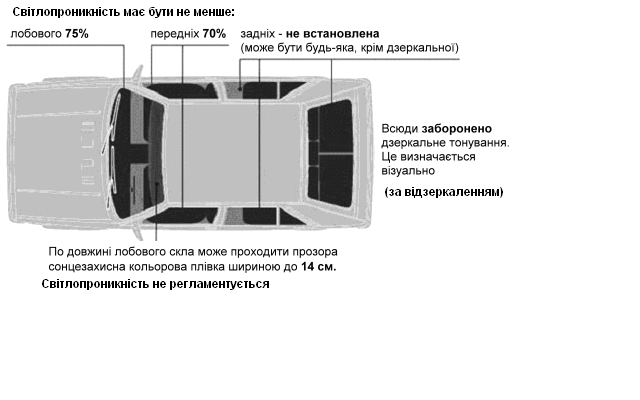 Світлопроникність має бути не менше:
лобового 75%
передніх 70%
задніх - не встановлена
(може бути будь-яка, крім дзеркальної)
Всюди заборонено
дзеркальне тонування.
Це визначається
візуально
(за відзеркаленням)
По довжині лобового скла може проходити прозора
сонцезахисна кольорова плівка шириною до 14 см.
Світлопроникність не регламентується